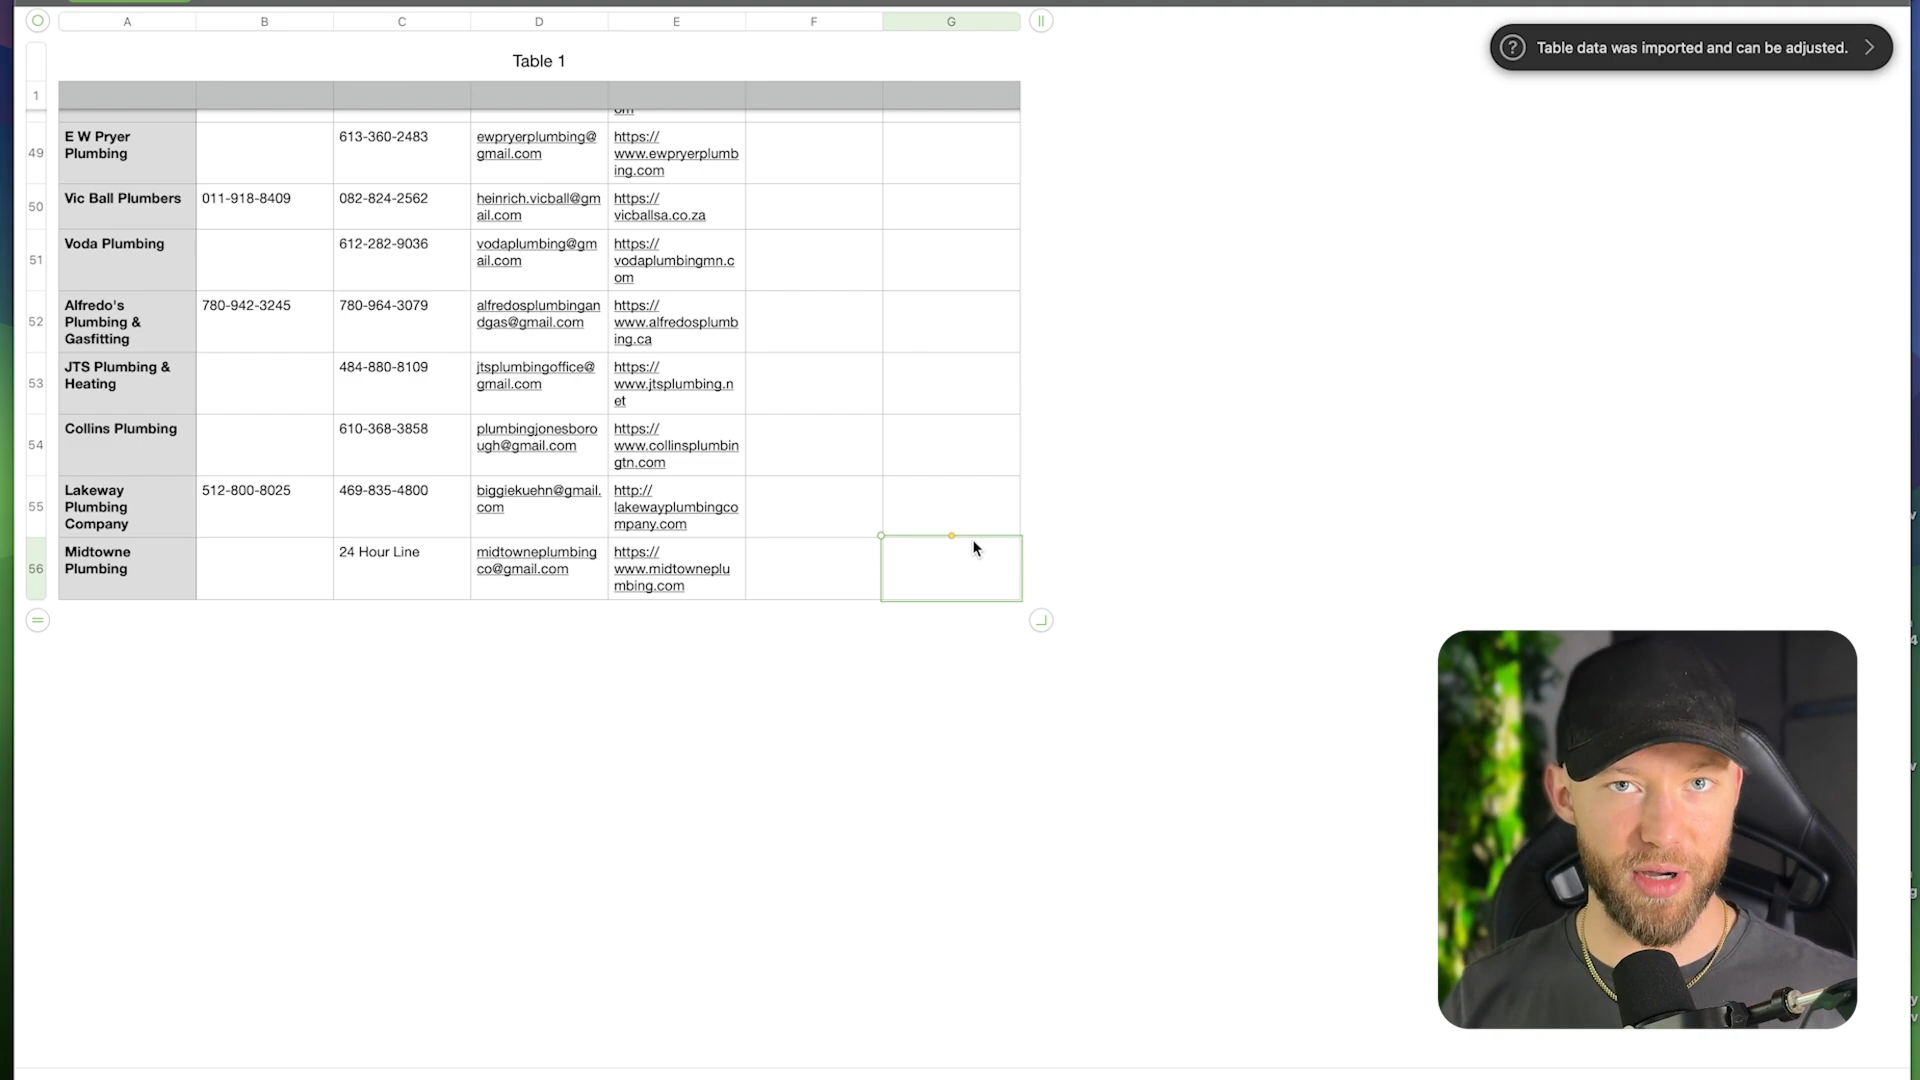 A B C D E F G
Table 1
Table data was imported and can be adjusted.
1
om
49
E W Pryer
Plumbing
613-360-2483
ewpryerplumbing@
gmail.com
https://
www.ewpryerplumb
ing.com
50
Vic Ball Plumbers
011-918-8409
082-824-2562
heinrich.vicball@gm
ail.com
https://
vicballsa.co.za
51
Voda Plumbing
612-282-9036
vodaplumbing@gm
ail.com
https://
vodaplumbingmn.c
om
52
Alfredo's
Plumbing &
Gasfitting
780-942-3245
780-964-3079
alfredosplumbingan
dgas@gmail.com
https://
www.alfredosplumb
ing.ca
53
JTS Plumbing &
Heating
484-880-8109
jtsplumbingoffice@
gmail.com
https://
www.jtsplumbing.n
et
54
Collins Plumbing
610-368-3858
plumbingjonesboro
ugh@gmail.com
https://
www.collinsplumbin
gtn.com
55
Lakeway
Plumbing
Company
512-800-8025
469-835-4800
biggiekuehn@gmail.
com
http://
lakewayplumbingco
mpany.com
56
Midtowne
Plumbing
24 Hour Line
midtowneplumbing
co@gmail.com
https://
www.midtowneplu
mbing.com